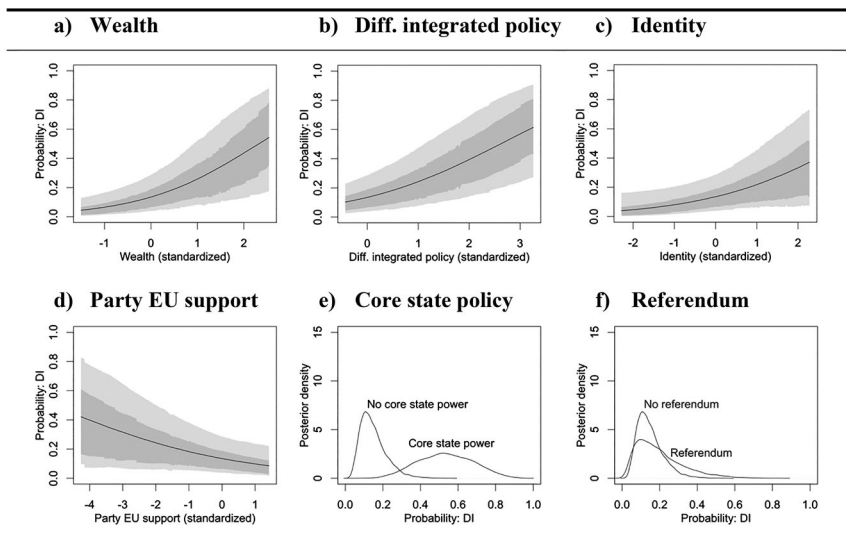 a) Wealth
b) Diff. integrated policy
c) Identity
Probability: DI
0.0 0.2 0.4 0.6 0.8 1.0
-1 0 1 2
Wealth (standardized)
Probability: DI
0.0 0.2 0.4 0.6 0.8 1.0
0 1 2 3
Diff. integrated policy (standardized)
Probability: DI
0.0 0.2 0.4 0.6 0.8 1.0
-2 -1 0 1 2
Identity (standardized)
d) Party EU support
e) Core state policy
f) Referendum
Probability: DI
0.0 0.2 0.4 0.6 0.8 1.0
-4 -3 -2 -1 0 1
Party EU support (standardized)
Posterior density
0 5 10 15
No core state power
Core state power
0.0 0.2 0.4 0.6 0.8 1.0
Probability: DI
Posterior density
0 5 10 15
No referendum
Referendum
0.0 0.2 0.4 0.6 0.8 1.0
Probability: DI